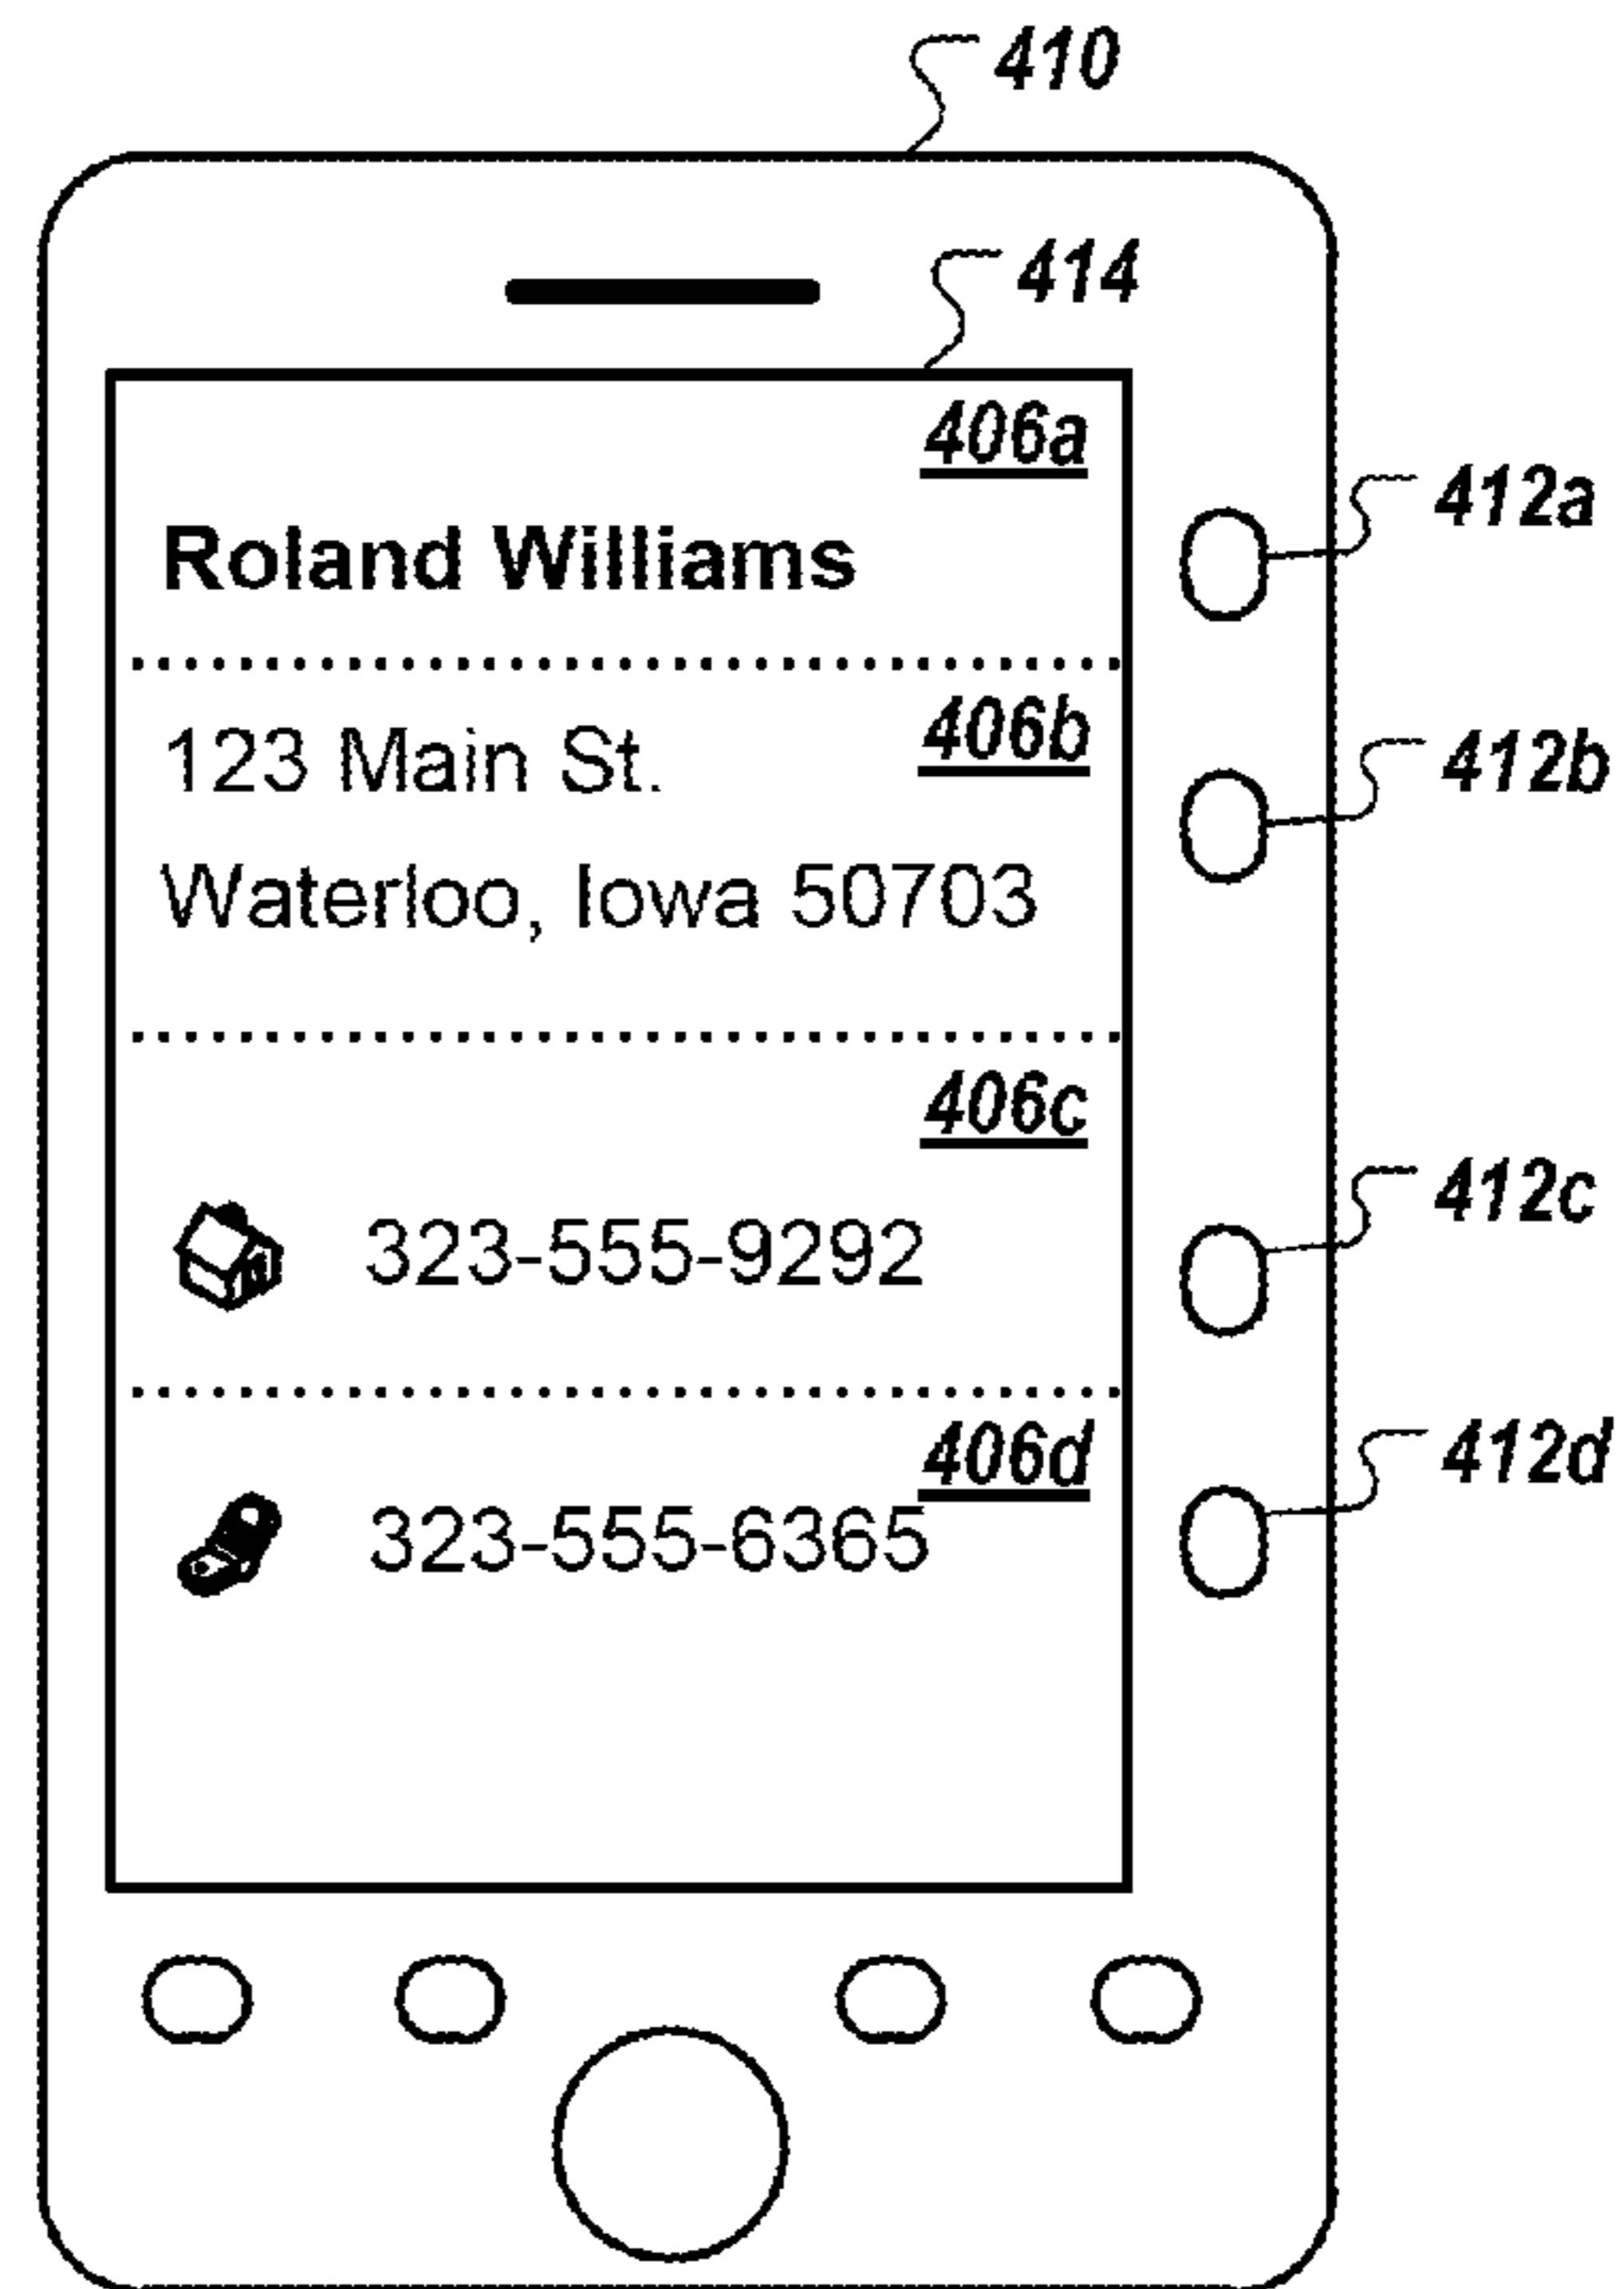 410
414
406a
Roland Williams
412a
406b
123 Main St.
412b
Waterloo, Iowa 50703
406c
412c
323-555-9292
406d
412d
323-555-6365